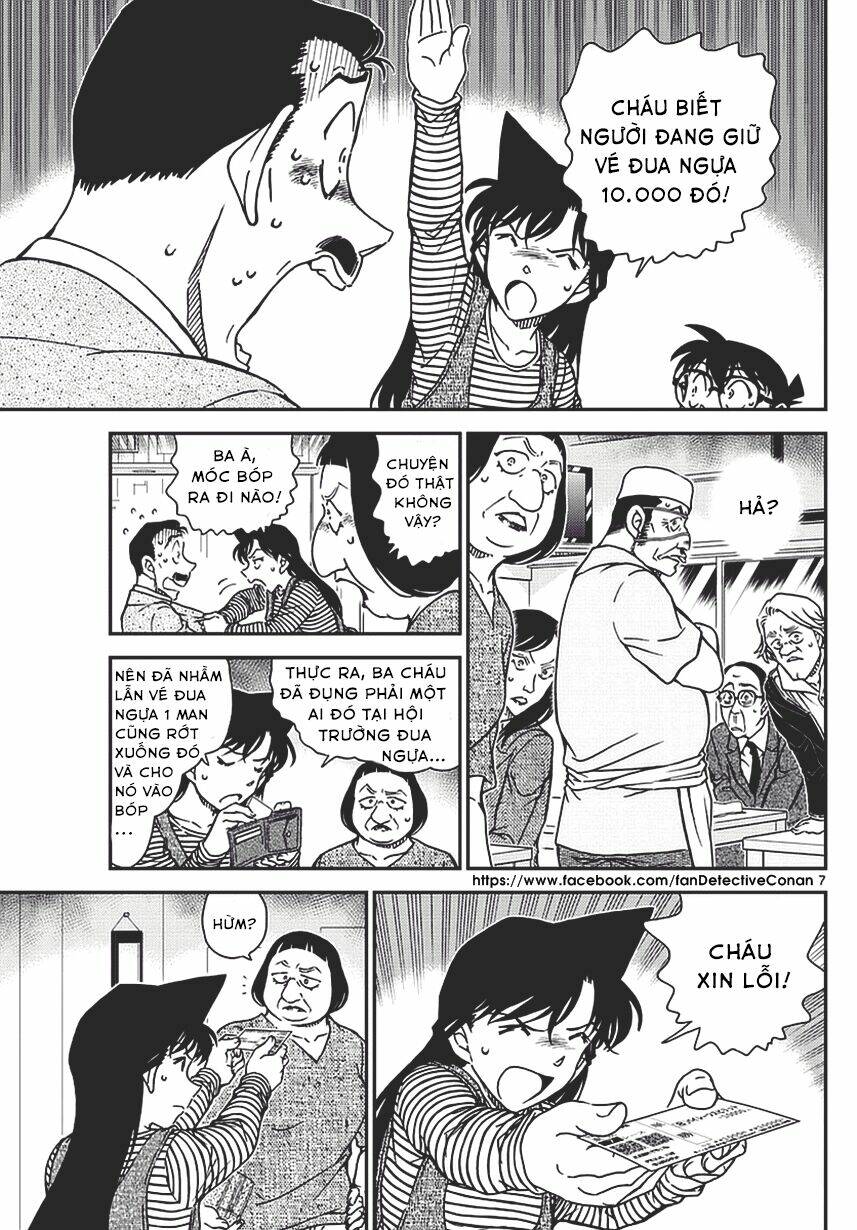 CHÁU BIẾT
NGƯỜI ĐANG GIỮ
VÉ ĐUA NGỰA
10.000 ĐÓ!
HẢ?
CHUYỆN
ĐÓ THẬT
KHÔNG
VẬY?
BA À,
MÓC BÓP
RA ĐI NÀO!
THỰC RA, BA CHÁU
ĐÃ ĐỤNG PHẢI MỘT
AI ĐÓ TẠI HỘI
TRƯỜNG ĐUA
NGỰA...
NÊN ĐÃ NHẦM
LẪN VÉ ĐUA
NGỰA 1 MAN
CŨNG RỚT
XUỐNG ĐÓ
VÀ CHO
NÓ VÀO
BÓP
...
https://www.facebook.com/fanDetectiveConan 7
CHÁU
XIN LỖI!
HỪM?